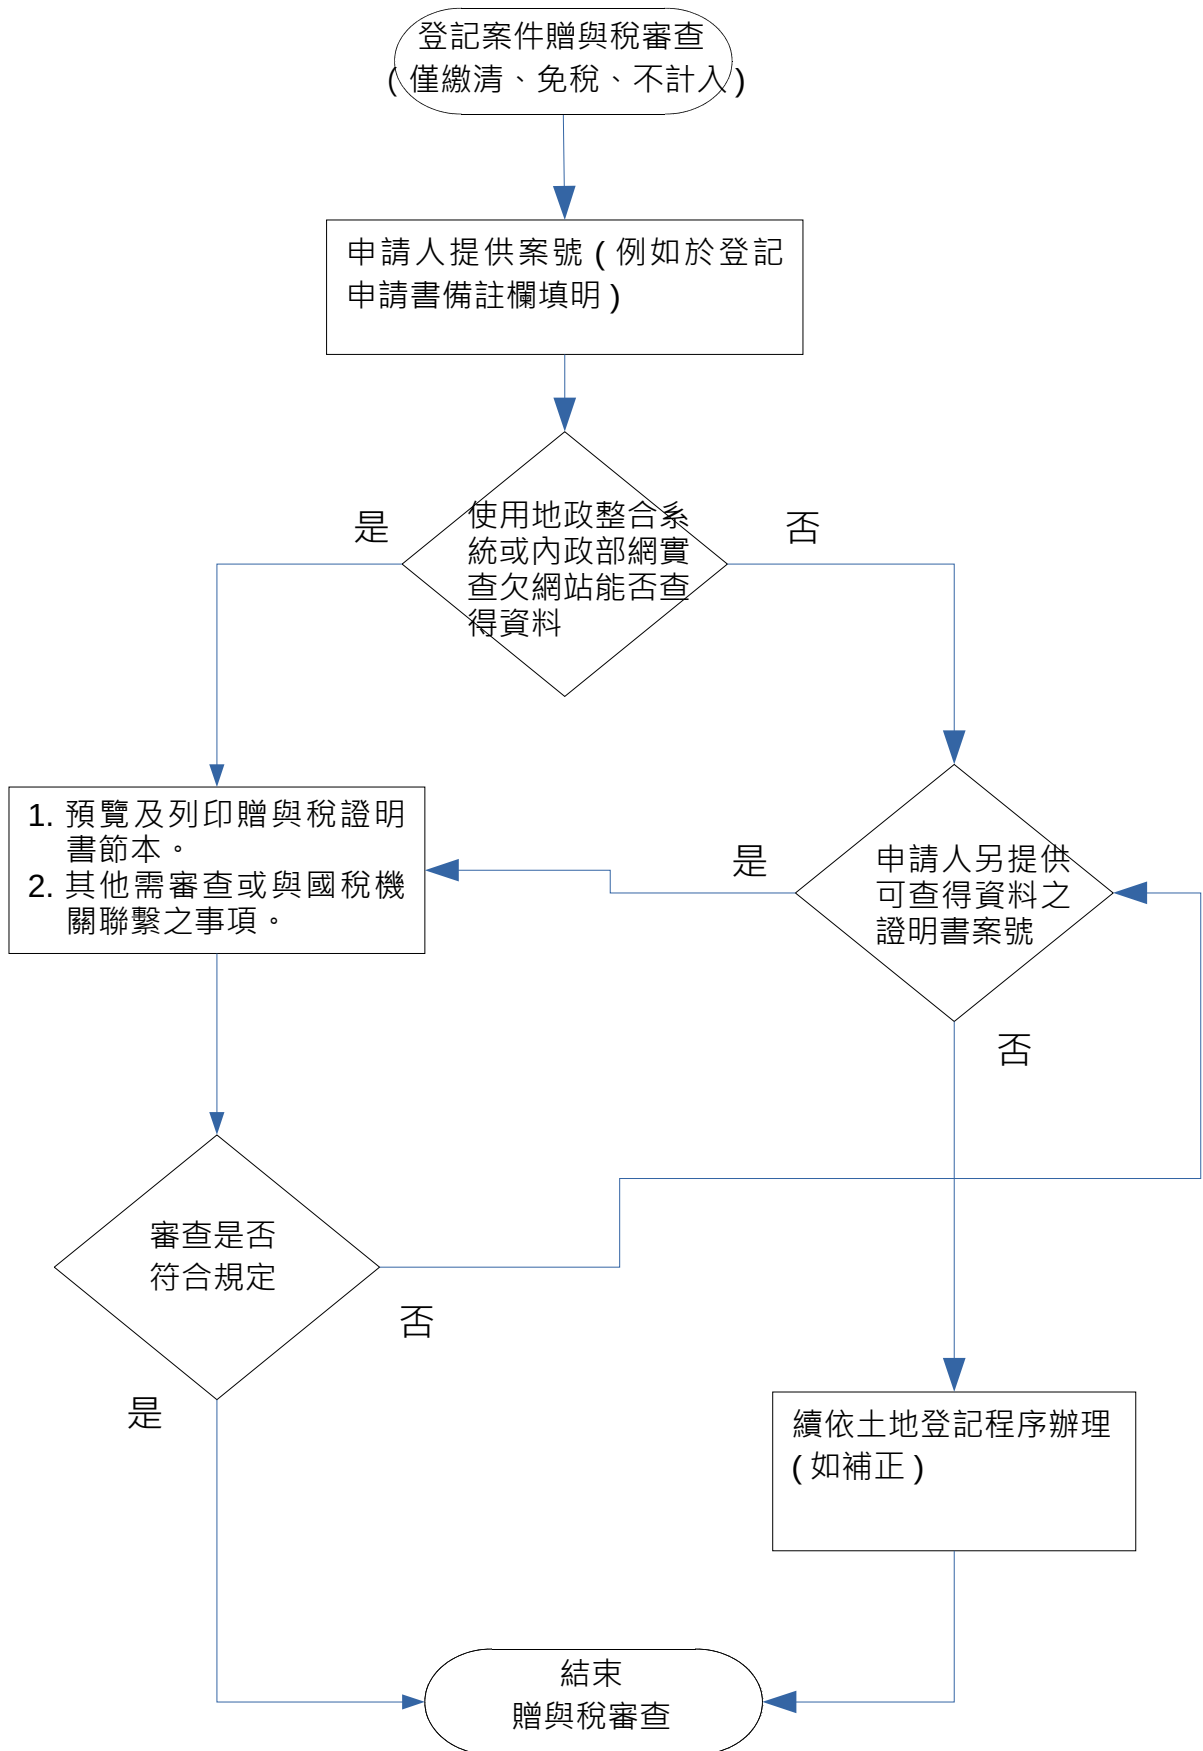 登記案件贈與稅審查
(僅繳清、免稅、不計入)
申請人提供案號(例如於登記
申請書備註欄填明)
是
否
使用地政整合系
統或內政部網實
查欠網站能否查
得資料
1. 預覽及列印贈與稅證明
書節本。
2. 其他需審查或與國稅機
關聯繫之事項。
是
申請人另提供
可查得資料之
證明書案號
否
審查是否
符合規定
否
是
續依土地登記程序辦理
(如補正)
結束
贈與稅審查